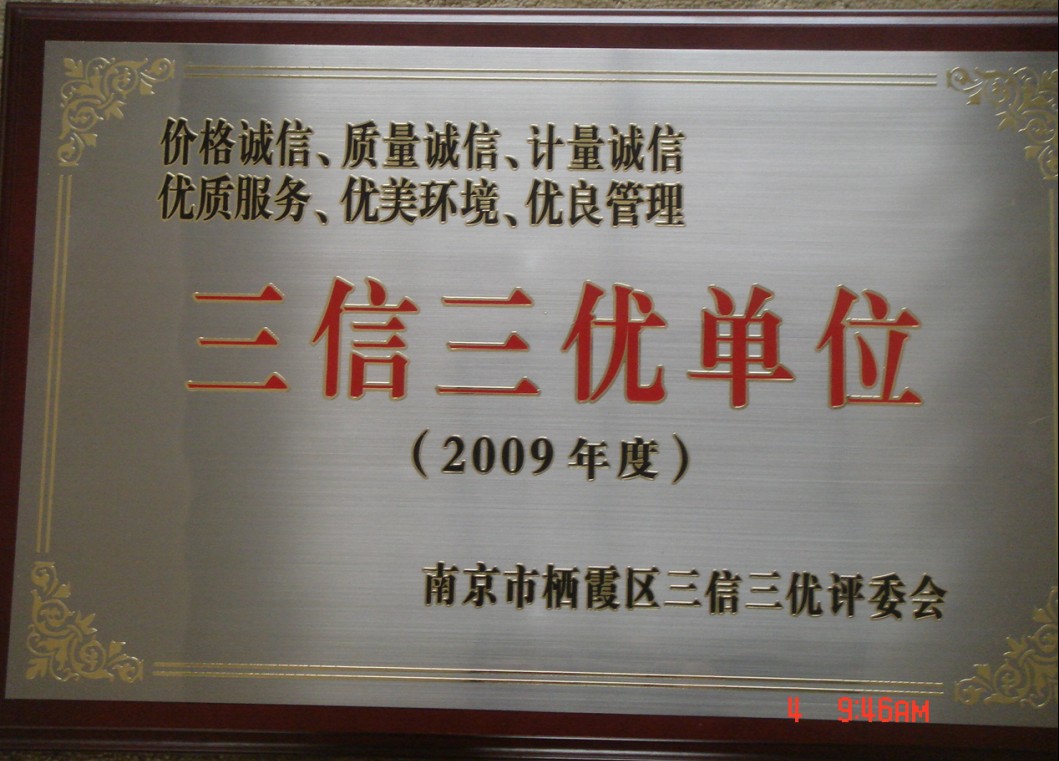 价格诚信、质量诚信、计量诚信
优质服务、优美环境、优良管理
三信三优单位
（2009年度）
南京市栖霞区三信三优评委会
4 9:46AM